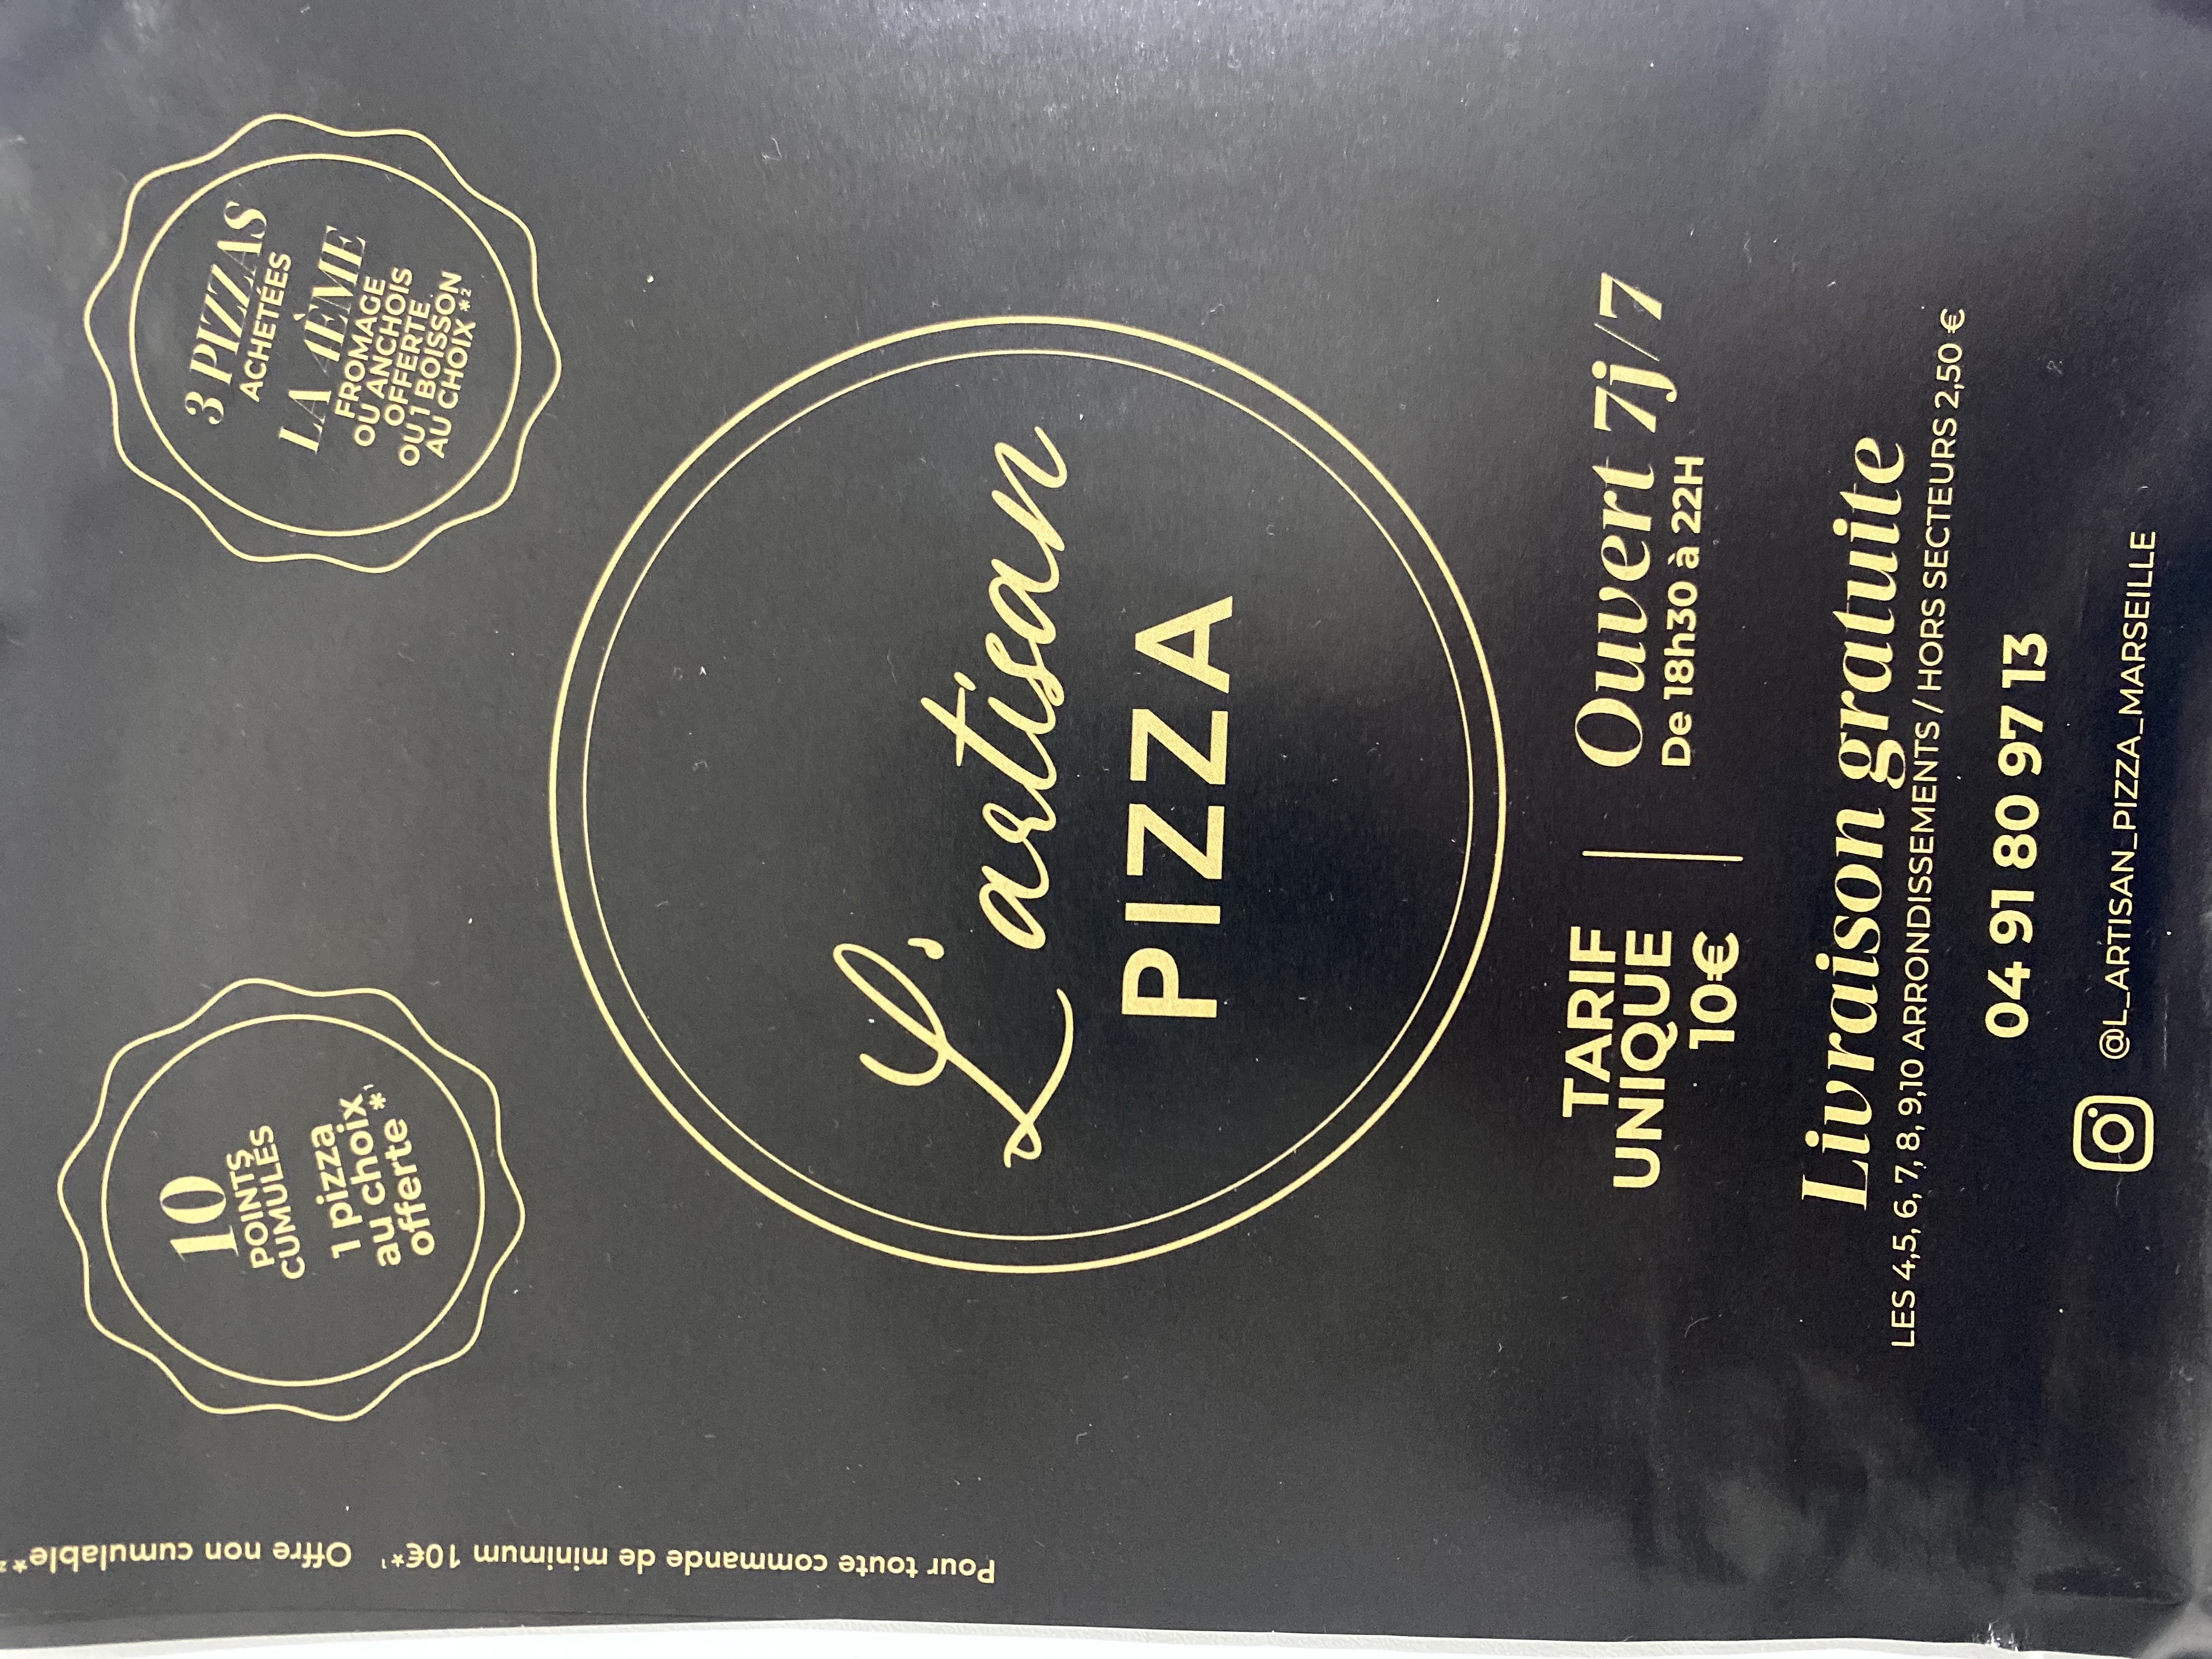 Pour toute commande de minimum 10€*¹ Offre non cumulable*²
10
POINTS
CUMULÉS
1 pizza
au choix
offerte *¹
3 PIZZAS
ACHETÉES
LA 4ÈME
FROMAGE
OU ANCHOIS
OFFERTE
OU 1 BOISSON
AU CHOIX *²
L'artisan
PIZZA
TARIF
UNIQUE
10€
Ouvert 7j/7
De 18h30 à 22H
Livraison gratuite
LES 4,5, 6, 7, 8, 9,10 ARRONDISSEMENTS / HORS SECTEURS 2,50 €
04 91 80 97 13
@L_ARTISAN_PIZZA_MARSEILLE